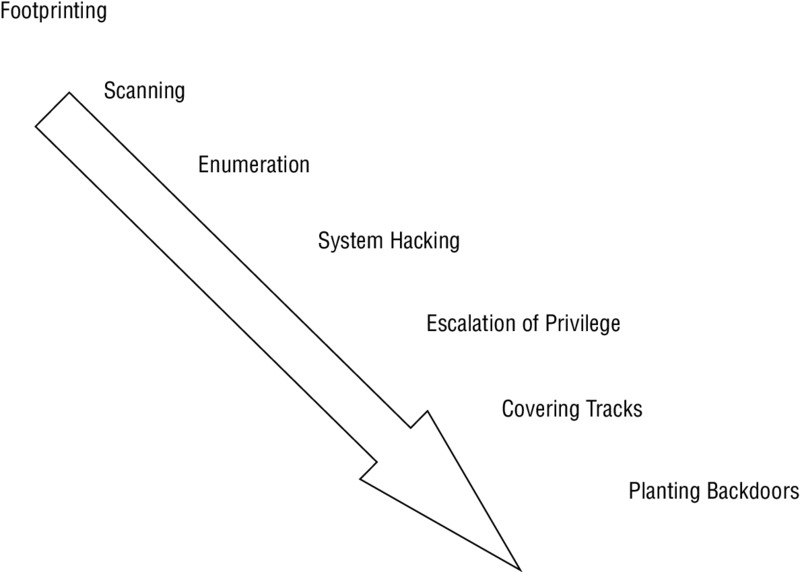 Footprinting
Scanning
Enumeration
System Hacking
Escalation of Privilege
Covering Tracks
Planting Backdoors